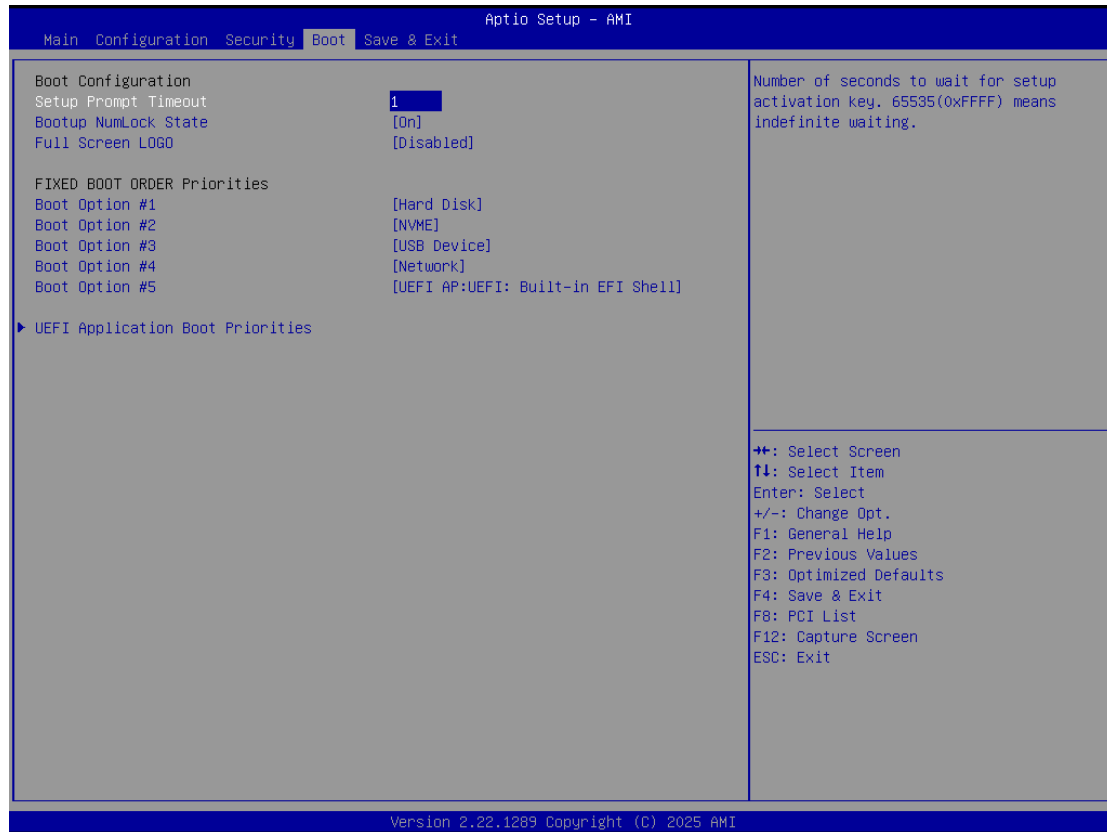 Aptio Setup – AMI
Main Configuration Security Boot Save & Exit
Boot Configuration
Setup Prompt Timeout 1
Bootup NumLock State [On]
Full Screen LOGO [Disabled]
FIXED BOOT ORDER Priorities
Boot Option #1 [Hard Disk]
Boot Option #2 [NVME]
Boot Option #3 [USB Device]
Boot Option #4 [Network]
Boot Option #5 [UEFI AP:UEFI: Built-in EFI Shell]
▶ UEFI Application Boot Priorities
Number of seconds to wait for setup
activation key. 65535(0xFFFF) means
indefinite waiting.
→←: Select Screen
↑↓: Select Item
Enter: Select
+/-: Change Opt.
F1: General Help
F2: Previous Values
F3: Optimized Defaults
F4: Save & Exit
F8: PCI List
F12: Capture Screen
ESC: Exit
Version 2.22.1289 Copyright (C) 2025 AMI